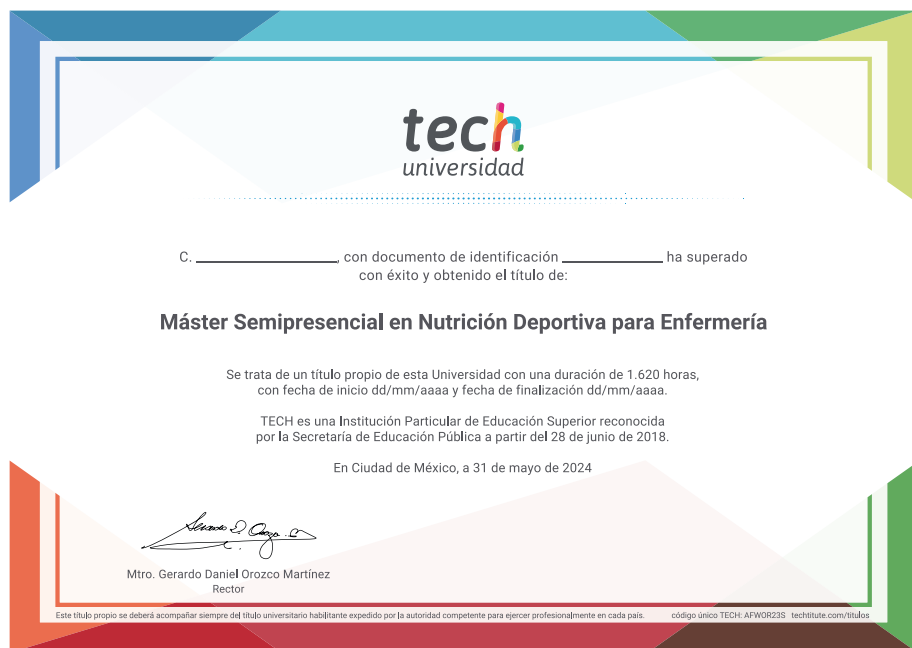 tech
universidad
C. ____________________, con documento de identificación ______________ ha superado
con éxito y obtenido el título de:
Máster Semipresencial en Nutrición Deportiva para Enfermería
Se trata de un título propio de esta Universidad con una duración de 1.620 horas,
con fecha de inicio dd/mm/aaaa y fecha de finalización dd/mm/aaaa.
TECH es una Institución Particular de Educación Superior reconocida
por la Secretaría de Educación Pública a partir del 28 de junio de 2018.
En Ciudad de México, a 31 de mayo de 2024
Mtro. Gerardo Daniel Orozco Martínez
Rector
Este título propio se deberá acompañar siempre del título universitario habilitante expedido por la autoridad competente para ejercer profesionalmente en cada país. código único TECH: AFWOR23S techtitute.com/titulos